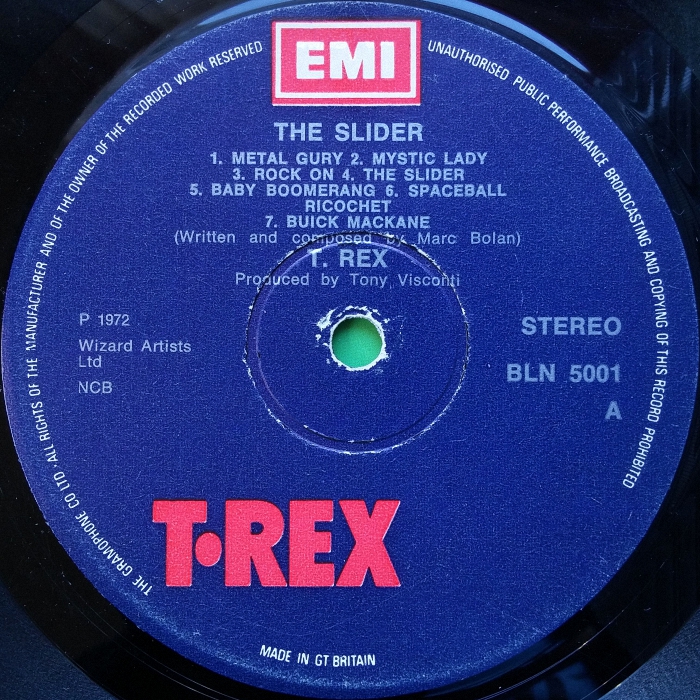 EMI
THE SLIDER
1. METAL GURY 2. MYSTIC LADY
3. ROCK ON 4. THE SLIDER
5. BABY BOOMERANG 6. SPACEBALL
RICOCHET
7. BUICK MACKANE
(Written and composed by Marc Bolan)
T. REX
Produced by Tony Visconti
P 1972
Wizard Artists
Ltd
NCB
STEREO
BLN 5001
A
T·REX
THE GRAMOPHONE CO LTD · ALL RIGHTS OF THE MANUFACTURER AND OF THE OWNER OF THE RECORDED WORK RESERVED
UNAUTHORISED PUBLIC PERFORMANCE BROADCASTING AND COPYING OF THIS RECORD PROHIBITED
MADE IN GT BRITAIN